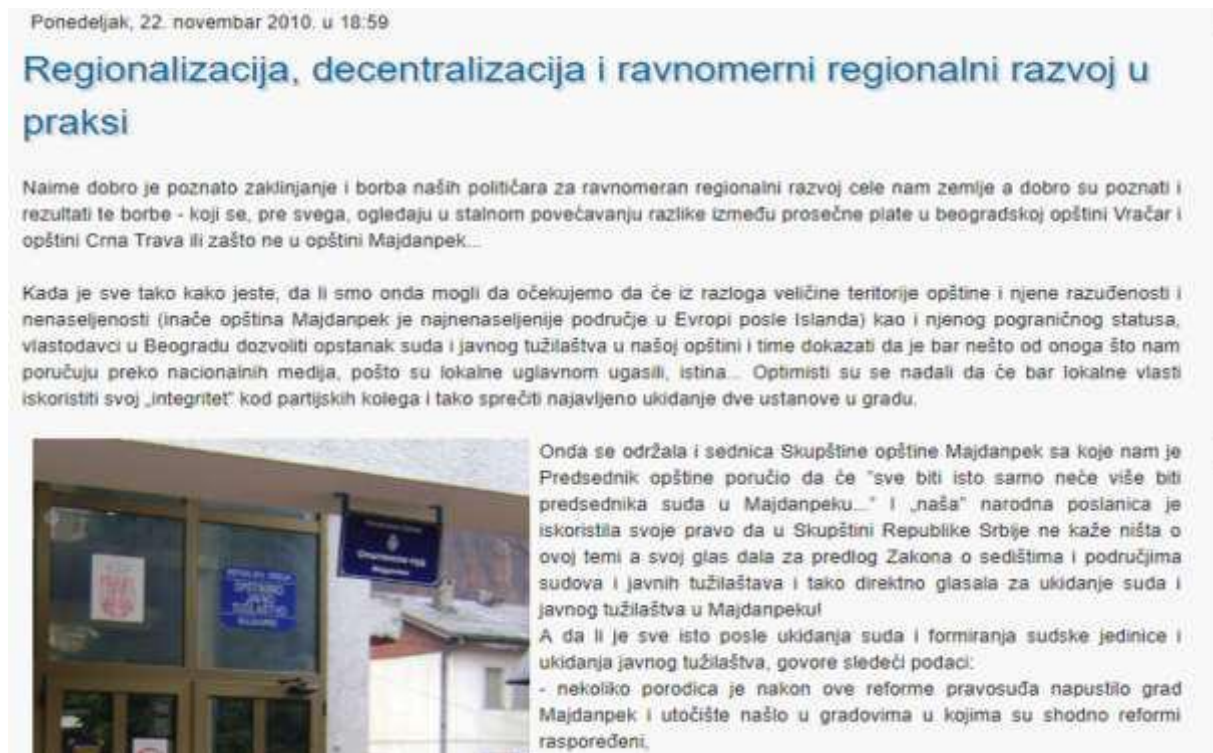 Ponedeljak, 22. novembar 2010. u 18:59
Regionalizacija, decentralizacija i ravnomerni regionalni razvoj u
praksi
Naime dobro je poznato zaklinjanje i borba naših političara za ravnomeran regionalni razvoj cele nam zemlje a dobro su poznati i
rezultati te borbe - koji se, pre svega, ogledaju u stalnom povećavanju razlike između prosečne plate u beogradskoj opštini Vračar i
opštini Crna Trava ili zašto ne u opštini Majdanpek...
Kada je sve tako kako jeste, da li smo onda mogli da očekujemo da će iz razloga veličine teritorije opštine i njene razuđenosti i
nenaseljenosti (inače opština Majdanpek je najnenaseljenije područje u Evropi posle Islanda) kao i njenog pograničnog statusa,
vlastodavci u Beogradu dozvoliti opstanak suda i javnog tužilaštva u našoj opštini i time dokazati da je bar nešto od onoga što nam
poručuju preko nacionalnih medija, pošto su lokalne uglavnom ugasili, istina... Optimisti su se nadali da će bar lokalne vlasti
iskoristiti svoj „integritet" kod partijskih kolega i tako sprečiti najavljeno ukidanje dve ustanove u gradu.
Onda se održala i sednica Skupštine opštine Majdanpek sa koje nam je
Predsednik opštine poručio da će "sve biti isto samo neće više biti
predsednika suda u Majdanpeku..." I „naša" narodna poslanica je
iskoristila svoje pravo da u Skupštini Republike Srbije ne kaže ništa o
ovoj temi a svoj glas dala za predlog Zakona o sedištima i područjima
sudova i javnih tužilaštava i tako direktno glasala za ukidanje suda i
javnog tužilaštva u Majdanpeku!
A da li je sve isto posle ukidanja suda i formiranja sudske jedinice i
ukidanja javnog tužilaštva, govore sledeći podaci:
- nekoliko porodica je nakon ove reforme pravosuđa napustilo grad
Majdanpek i utočište našlo u gradovima u kojima su shodno reformi
raspoređeni,